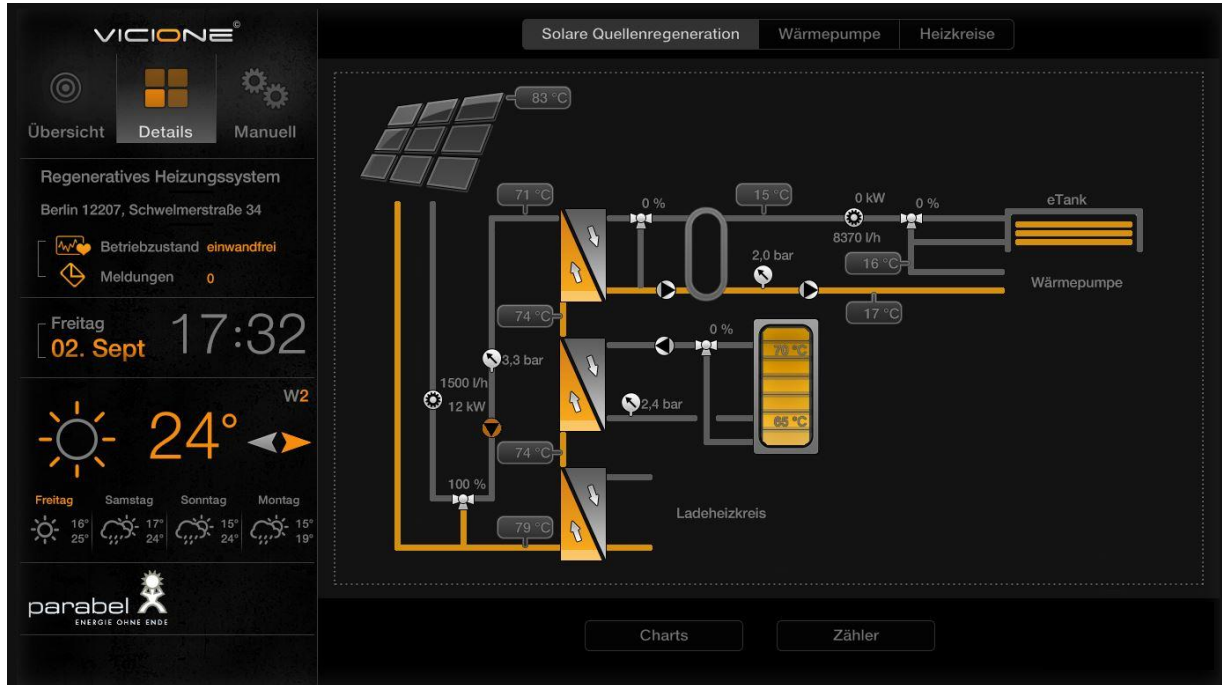 VICIONE©
Übersicht
Details
Manuell
Regeneratives Heizungssystem
Berlin 12207, Schwelmerstraße 34
Betriebzustand einwandfrei
Meldungen 0
Freitag
02. Sept
17:32
W2
24°
Freitag
Samstag
Sonntag
Montag
16°
25°
17°
24°
15°
24°
15°
19°
parabel
ENERGIE OHNE ENDE
Solare Quellenregeneration
Wärmepumpe
Heizkreise
83 °C
71 °C
0 %
15 °C
0 kW
0 %
eTank
8370 l/h
2,0 bar
16 °C
Wärmepumpe
17 °C
74 °C
0 %
3,3 bar
70 °C
1500 l/h
12 kW
2,4 bar
65 °C
74 °C
100 %
Ladeheizkreis
79 °C
Charts
Zähler